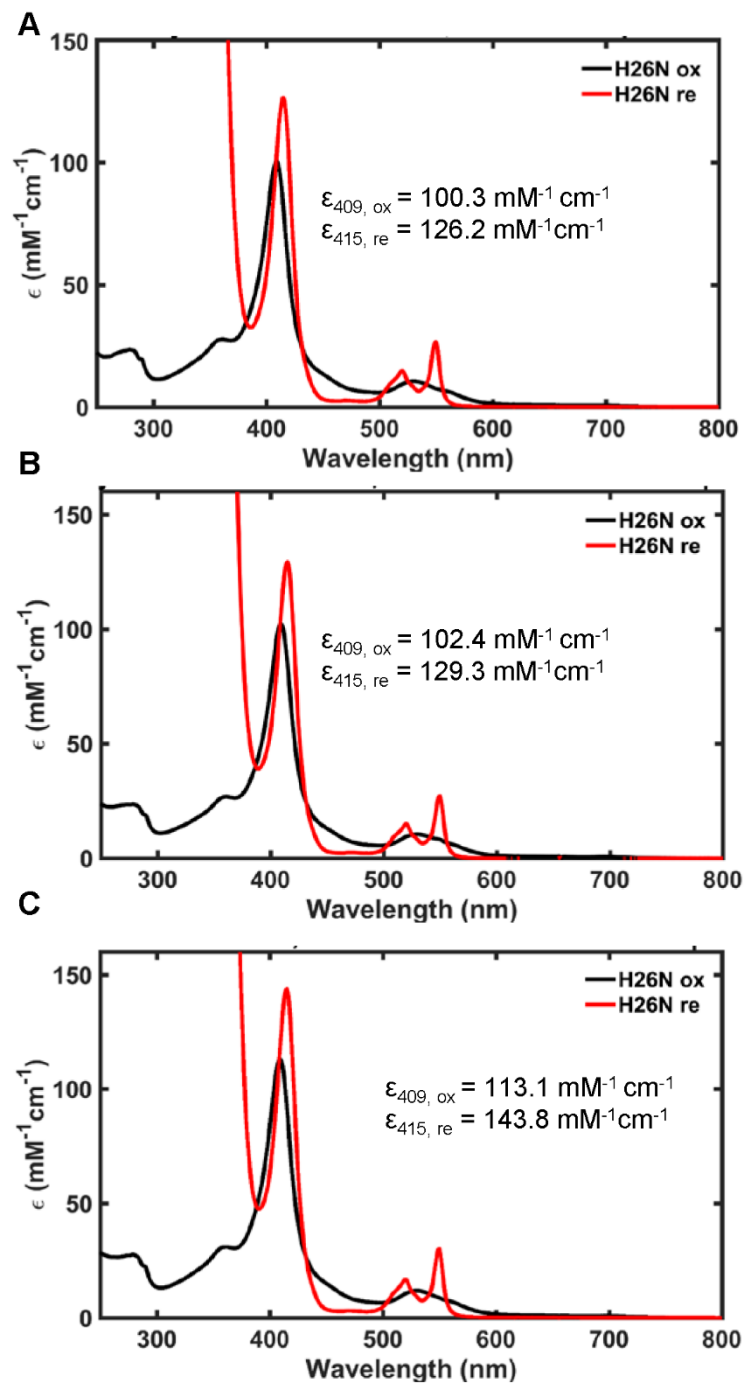 A
150
100
50
0
ϵ (mM-1cm-1)
H26N ox
H26N re
ε409, ox = 100.3 mM-1 cm-1
ε415, re = 126.2 mM-1cm-1
300 400 500 600 700 800
Wavelength (nm)
B
150
100
50
0
ϵ (mM-1cm-1)
H26N ox
H26N re
ε409, ox = 102.4 mM-1 cm-1
ε415, re = 129.3 mM-1cm-1
300 400 500 600 700 800
Wavelength (nm)
C
150
100
50
0
ϵ (mM-1cm-1)
H26N ox
H26N re
ε409, ox = 113.1 mM-1 cm-1
ε415, re = 143.8 mM-1cm-1
300 400 500 600 700 800
Wavelength (nm)